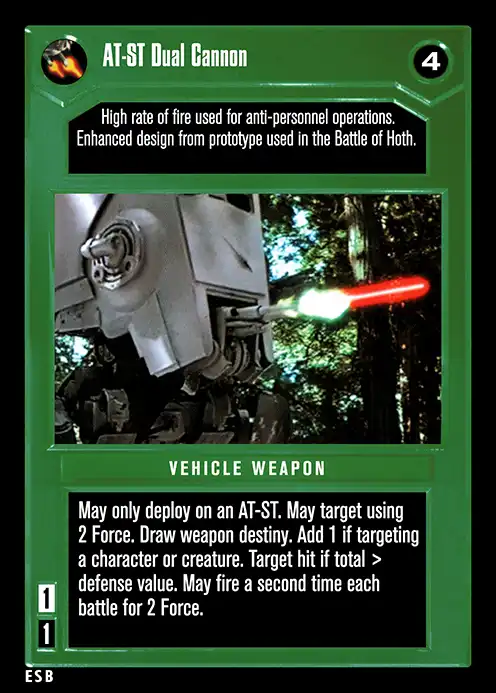 AT-ST Dual Cannon
4
High rate of fire used for anti-personnel operations.
Enhanced design from prototype used in the Battle of Hoth.
VEHICLE WEAPON
May only deploy on an AT-ST. May target using
2 Force. Draw weapon destiny. Add 1 if targeting
a character or creature. Target hit if total >
defense value. May fire a second time each
battle for 2 Force.
1
1
ESB